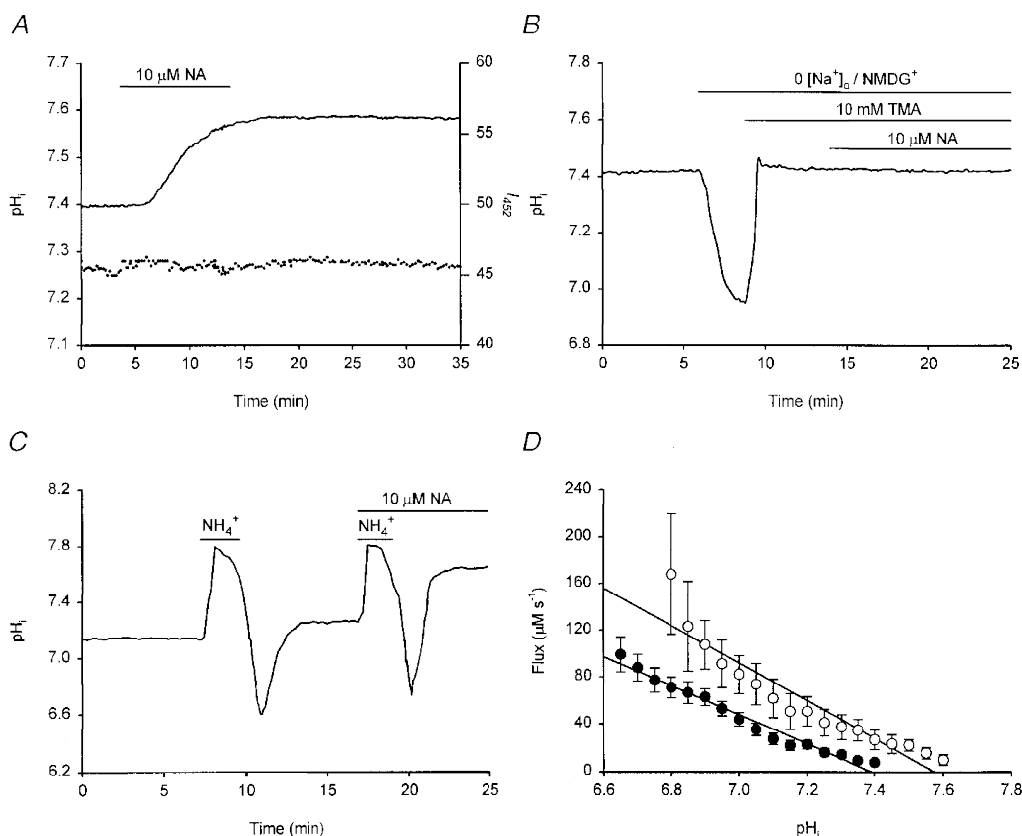 A
10 μM NA
7.7
7.6
7.5
7.4
7.3
7.2
7.1
pHi
60
55
50
45
40
I452
0 5 10 15 20 25 30 35
Time (min)
B
0 [Na+]o / NMDG+
10 mM TMA
10 μM NA
7.8
7.6
7.4
7.2
7.0
6.8
pHi
0 5 10 15 20 25
Time (min)
C
10 μM NA
NH4+ NH4+
8.2
7.8
7.4
7.0
6.6
6.2
pHi
0 5 10 15 20 25
Time (min)
D
240
200
160
120
80
40
0
Flux (μM s-1)
6.6 6.8 7.0 7.2 7.4 7.6 7.8
pHi